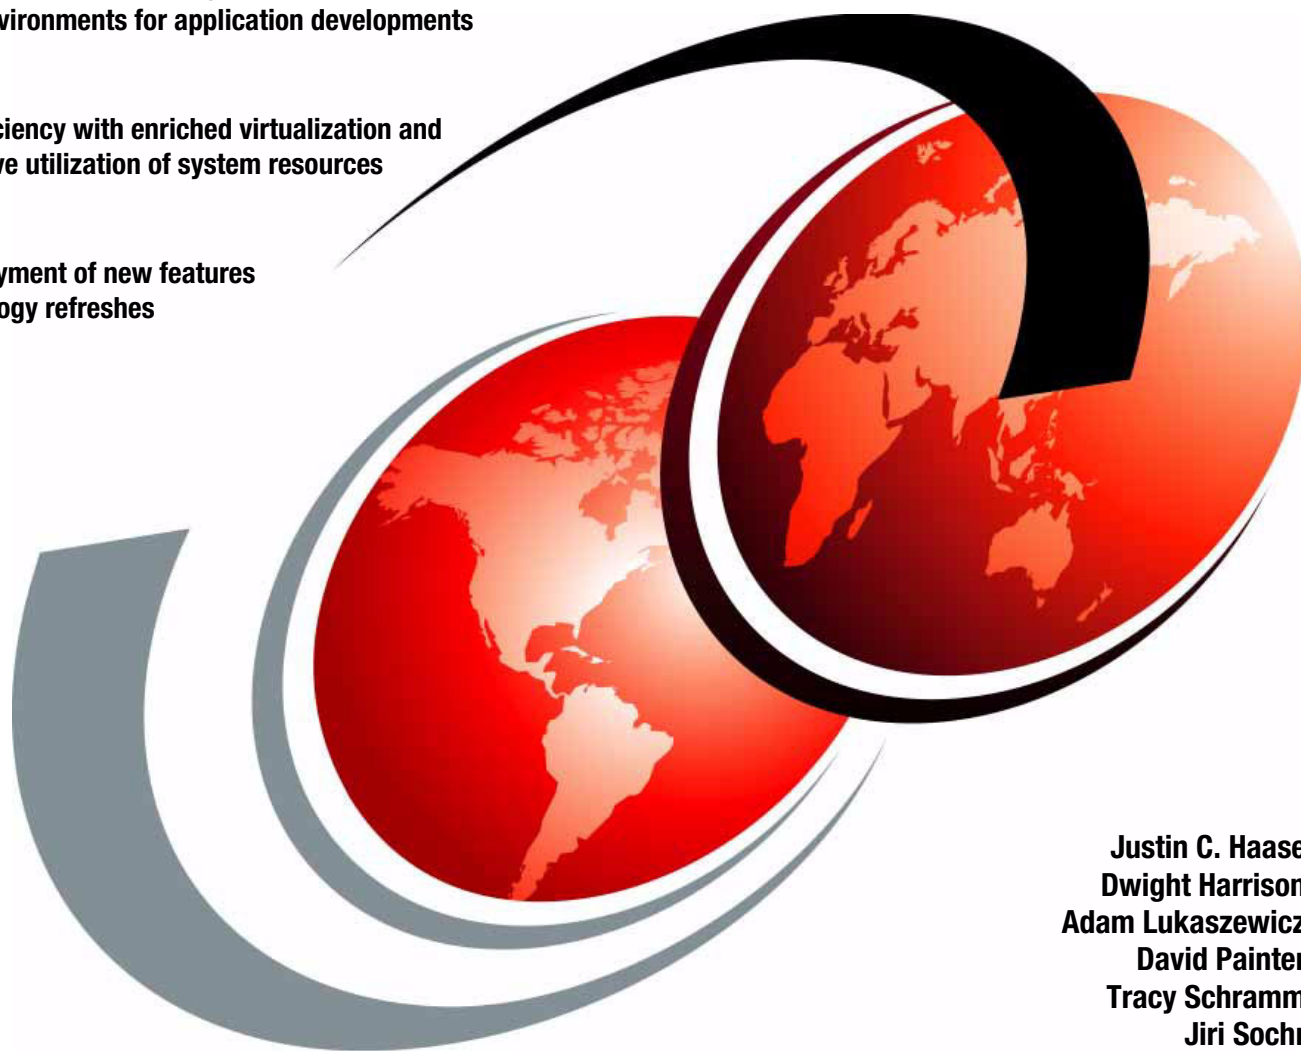 vironments for application developments
ciency with enriched virtualization and
ve utilization of system resources
yment of new features
ogy refreshes
Justin C. Haase
Dwight Harrison
Adam Lukaszewicz
David Painter
Tracy Schramm
Jiri Sochr